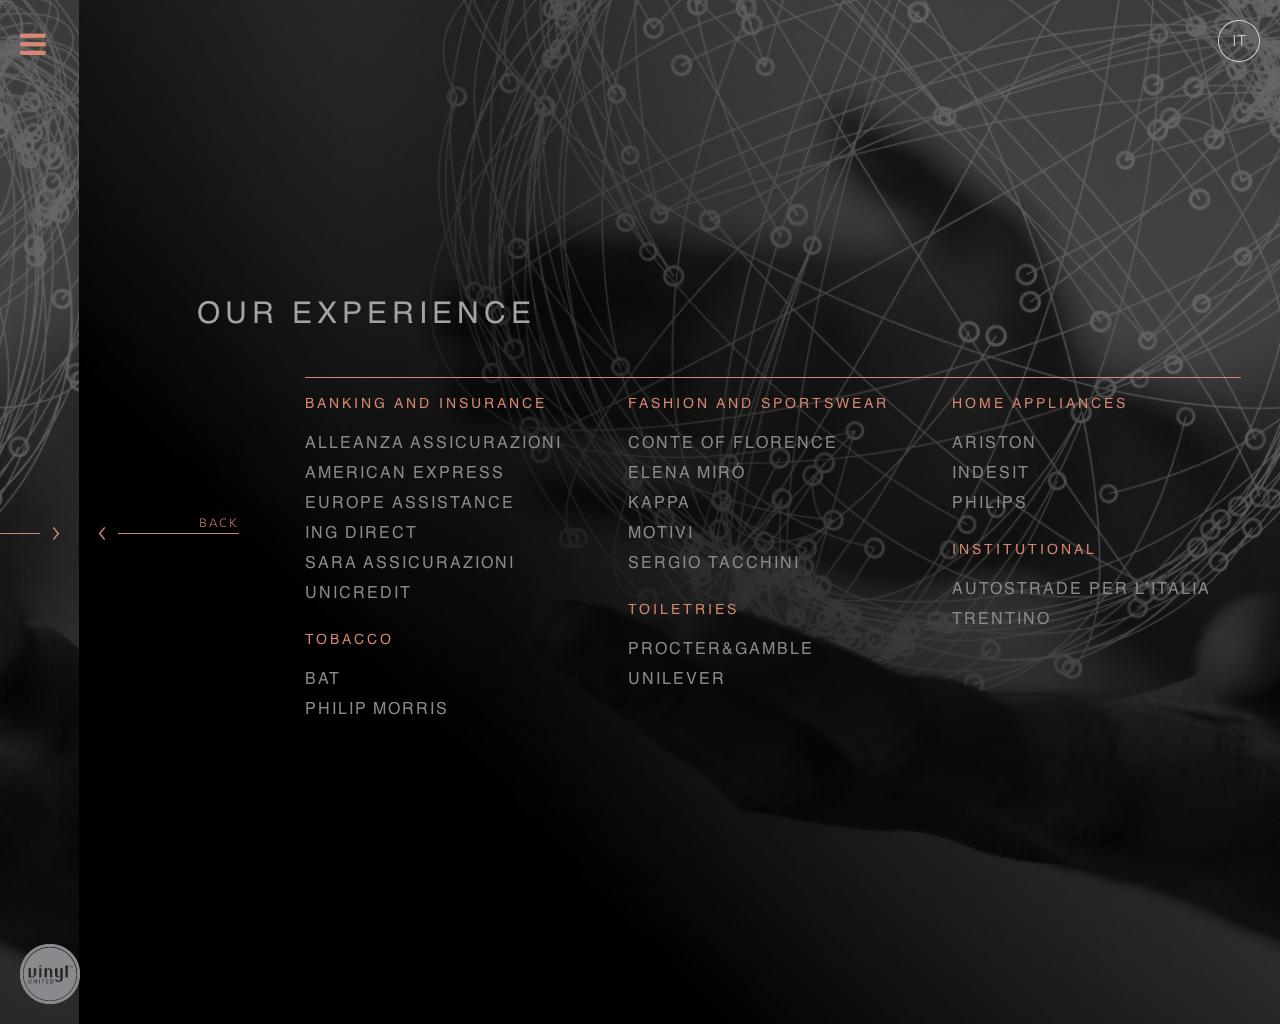 IT
OUR EXPERIENCE
BANKING AND INSURANCE
ALLEANZA ASSICURAZIONI
AMERICAN EXPRESS
EUROPE ASSISTANCE
ING DIRECT
SARA ASSICURAZIONI
UNICREDIT
TOBACCO
BAT
PHILIP MORRIS
FASHION AND SPORTSWEAR
CONTE OF FLORENCE
ELENA MIRÓ
KAPPA
MOTIVI
SERGIO TACCHINI
TOILETRIES
PROCTER&GAMBLE
UNILEVER
HOME APPLIANCES
ARISTON
INDESIT
PHILIPS
INSTITUTIONAL
AUTOSTRADE PER L'ITALIA
TRENTINO
BACK
vinyl
UNITED